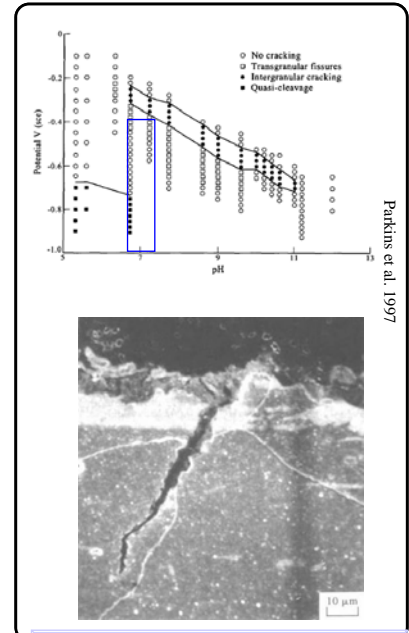 0
-0.2
-0.4
-0.6
-0.8
-1.0
Potential V (sce)
No cracking
Transgranular fissures
Intergranular cracking
Quasi-cleavage
5
7
9
11
13
pH
Parkins et al. 1997
10 μm